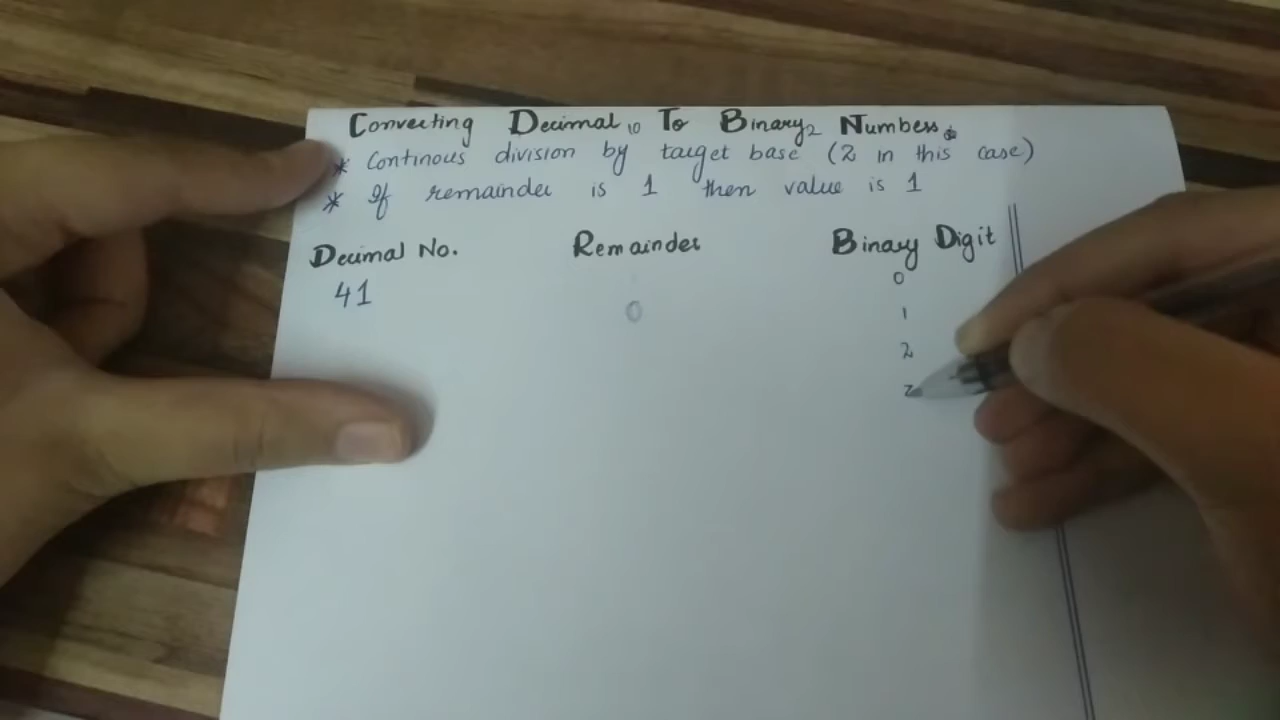 Converting Decimal₁₀ To Binary₂ Numbers.
* Continous division by target base (2 in this case)
* If remainder is 1 then value is 1
Decimal No. Remainder Binary Digit
0
41
0 1
2